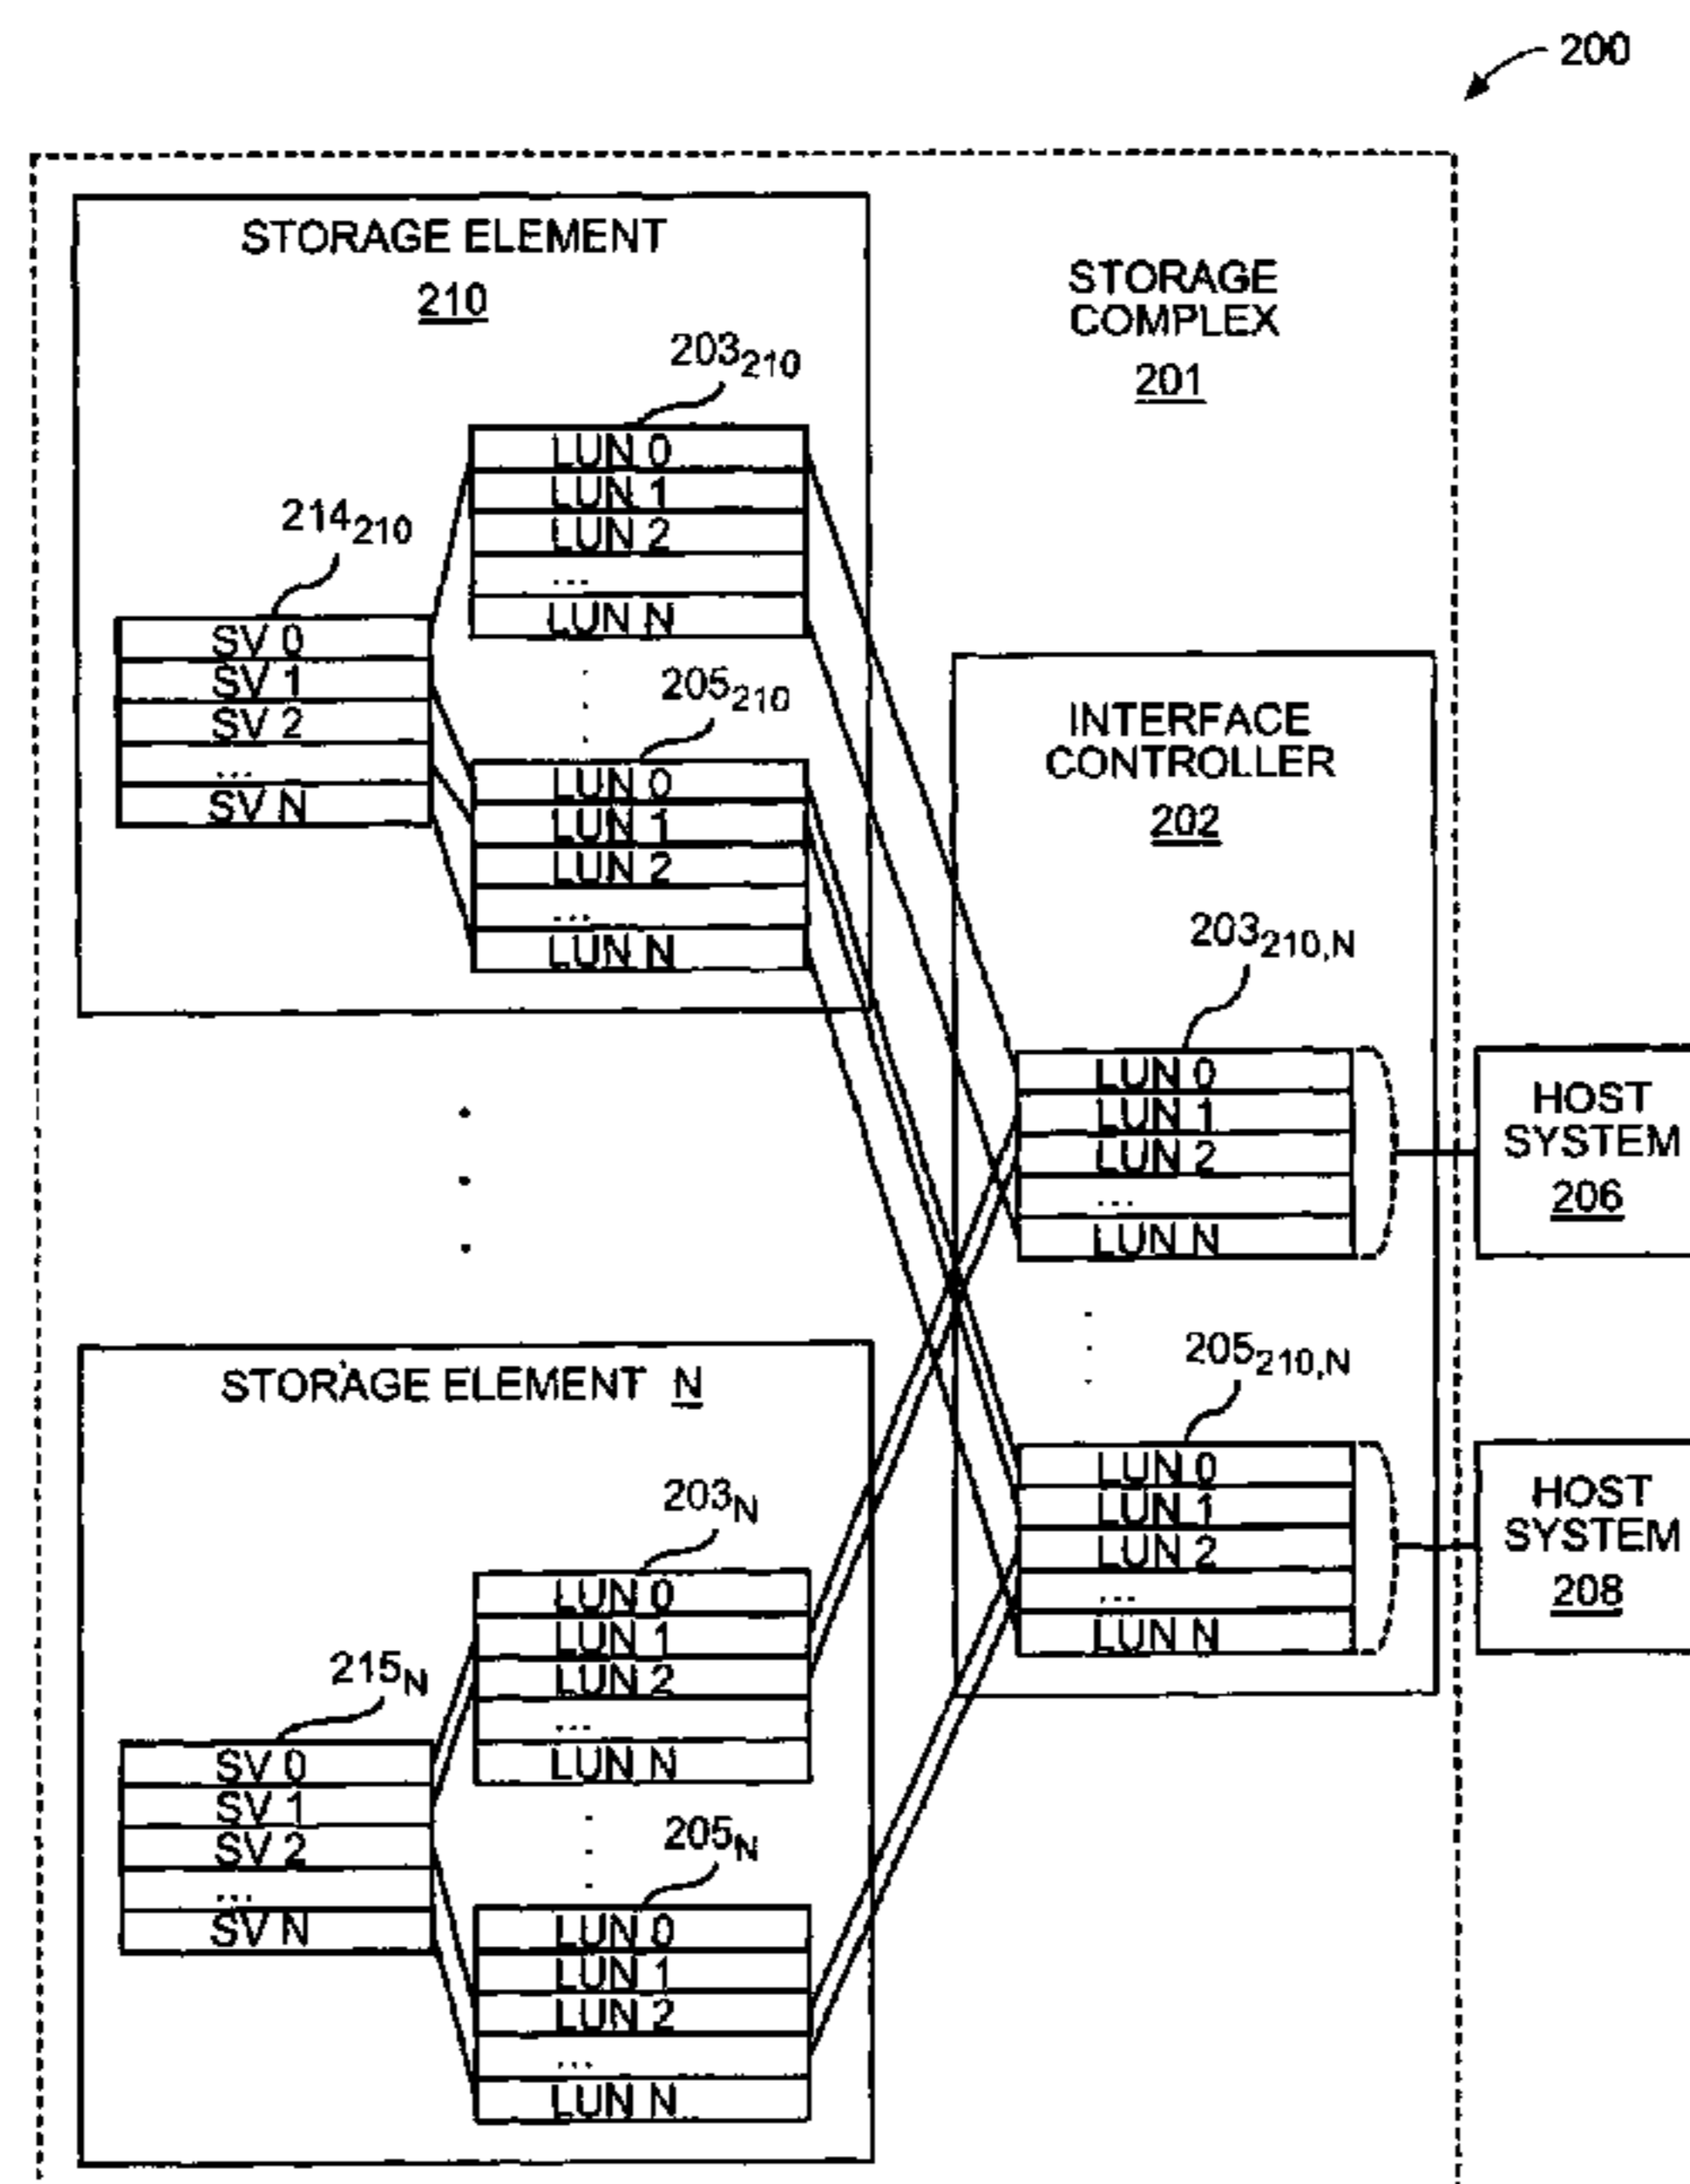 200
STORAGE ELEMENT
210
STORAGE
COMPLEX
201
203210
LUN 0
LUN 1
LUN 2
...
LUN N
214210
SV 0
SV 1
SV 2
...
SV N
205210
LUN 0
LUN 1
LUN 2
...
LUN N
INTERFACE
CONTROLLER
202
203210,N
LUN 0
LUN 1
LUN 2
...
LUN N
HOST
SYSTEM
206
205210,N
LUN 0
LUN 1
LUN 2
...
LUN N
HOST
SYSTEM
208
STORAGE ELEMENT N
203N
LUN 0
LUN 1
LUN 2
...
LUN N
215N
SV 0
SV 1
SV 2
...
SV N
205N
LUN 0
LUN 1
LUN 2
...
LUN N